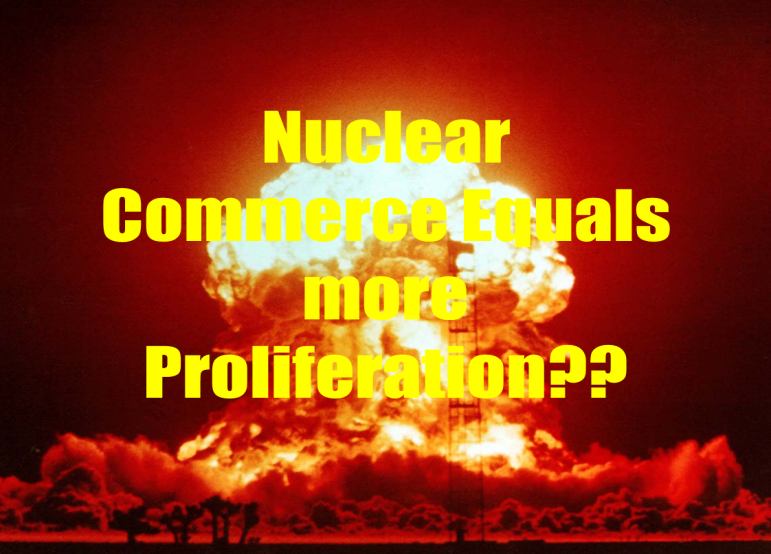 Nuclear
Commerce Equals
more
Proliferation??